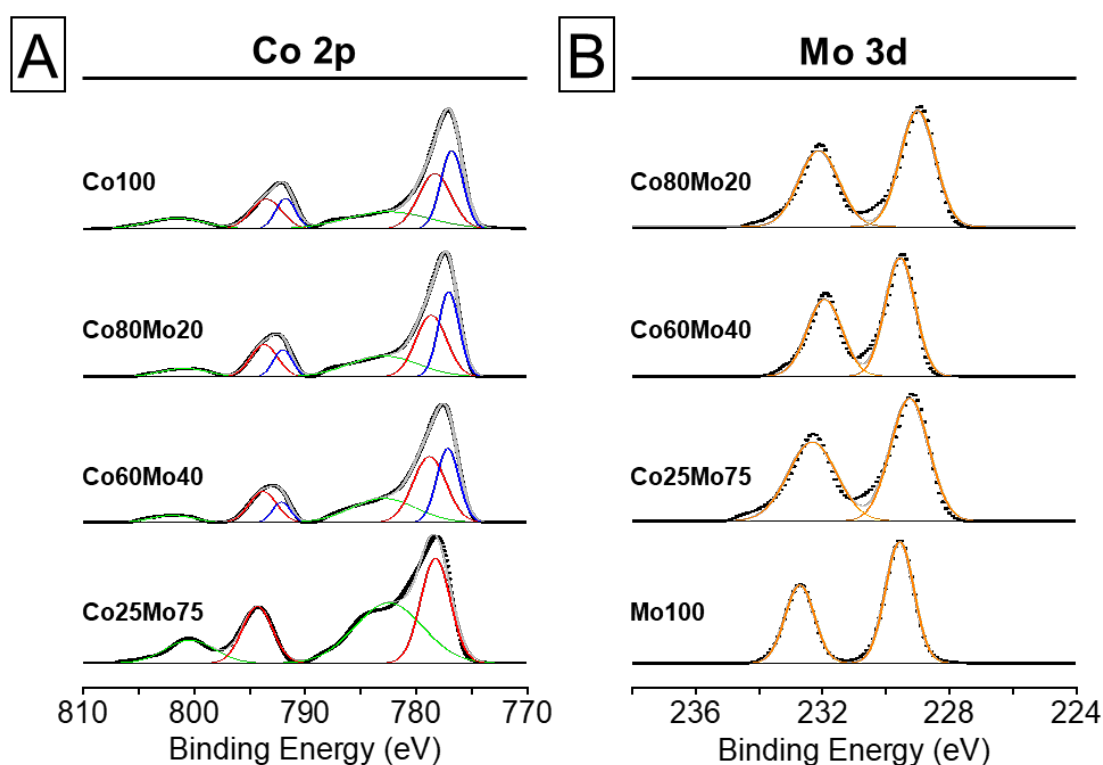 A
Co 2p
Co100
Co80Mo20
Co60Mo40
Co25Mo75
810 800 790 780 770
Binding Energy (eV)
B
Mo 3d
Co80Mo20
Co60Mo40
Co25Mo75
Mo100
236 232 228 224
Binding Energy (eV)